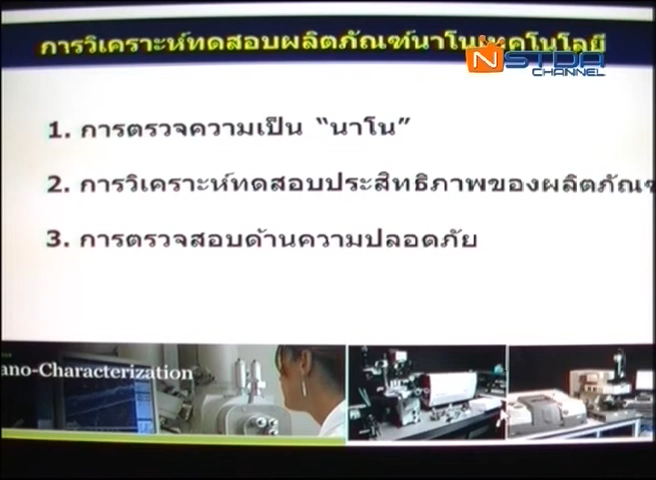 การวิเคราะห์ทดสอบผลิตภัณฑ์นาโนเทคโนโลยี
NSTDA
CHANNEL
1. การตรวจความเป็น “นาโน”
2. การวิเคราะห์ทดสอบประสิทธิภาพของผลิตภัณฑ
3. การตรวจสอบด้านความปลอดภัย
ano-Characterization